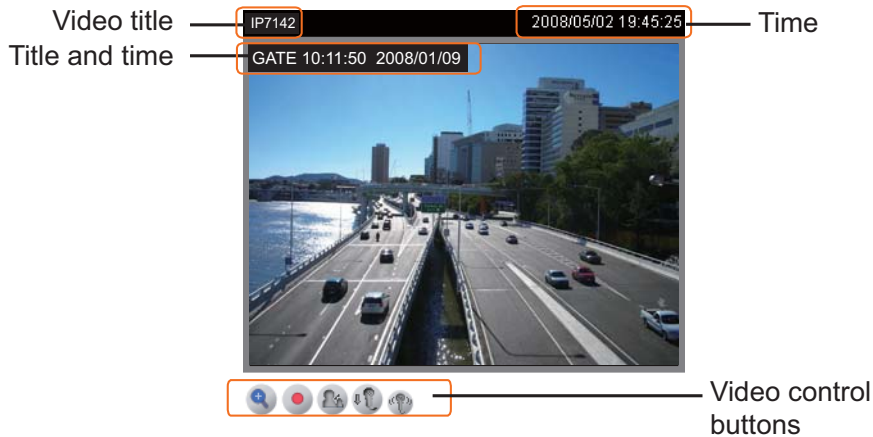 Video title
IP7142
2008/05/02 19:45:25
Time
Title and time
GATE 10:11:50 2008/01/09
Video control
buttons